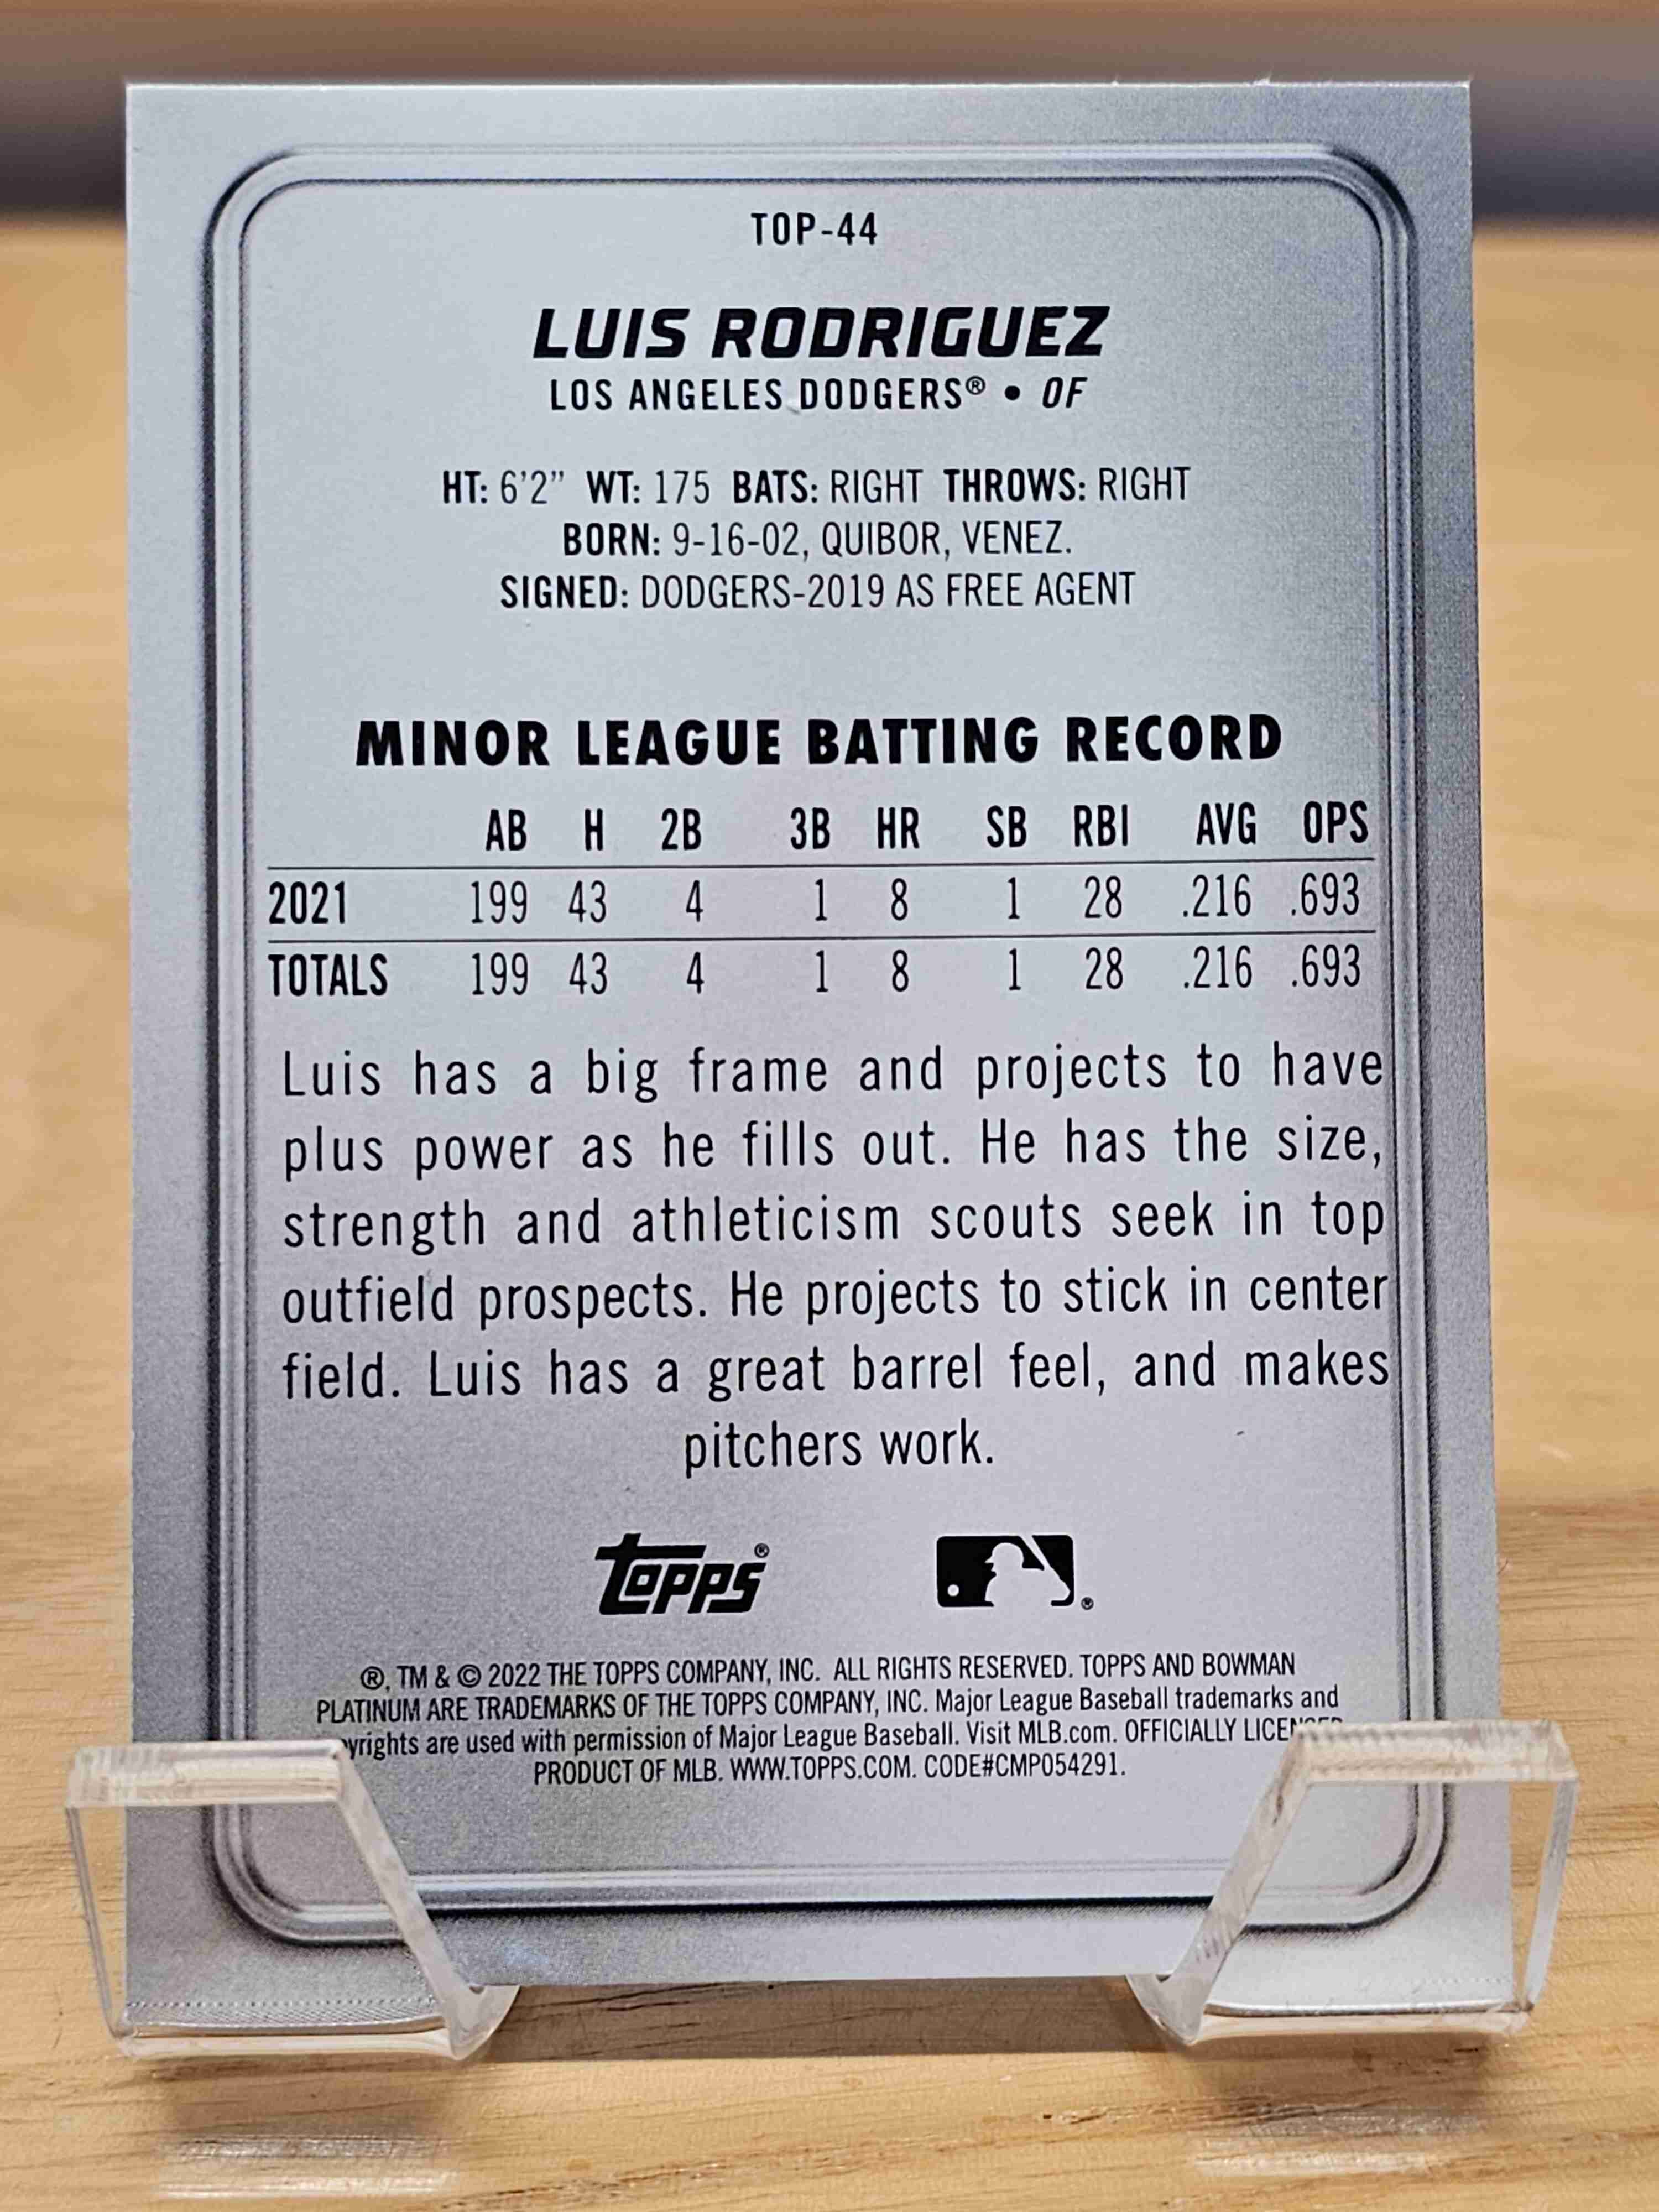 TOP-44
LUIS RODRIGUEZ
LOS ANGELES DODGERS® • OF
HT: 6'2" WT: 175 BATS: RIGHT THROWS: RIGHT
BORN: 9-16-02, QUIBOR, VENEZ.
SIGNED: DODGERS-2019 AS FREE AGENT
MINOR LEAGUE BATTING RECORD
AB H 2B 3B HR SB RBI AVG OPS
2021 199 43 4 1 8 1 28 .216 .693
TOTALS 199 43 4 1 8 1 28 .216 .693
Luis has a big frame and projects to have
plus power as he fills out. He has the size,
strength and athleticism scouts seek in top
outfield prospects. He projects to stick in center
field. Luis has a great barrel feel, and makes
pitchers work.
topps®
®, TM & © 2022 THE TOPPS COMPANY, INC. ALL RIGHTS RESERVED. TOPPS AND BOWMAN
PLATINUM ARE TRADEMARKS OF THE TOPPS COMPANY, INC. Major League Baseball trademarks and
yrights are used with permission of Major League Baseball. Visit MLB.com. OFFICIALLY LICENSED
PRODUCT OF MLB. WWW.TOPPS.COM. CODE#CMP054291.